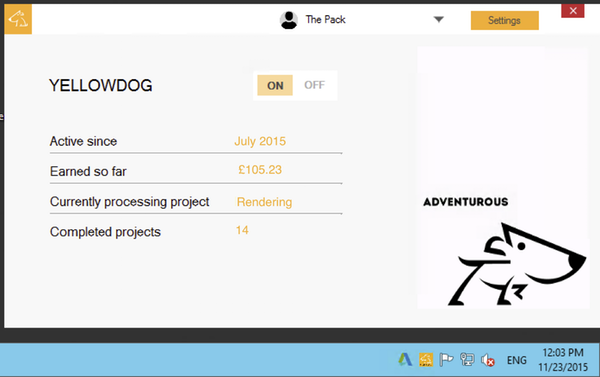 The Pack
Settings
YELLOWDOG
ON OFF
Active since July 2015
Earned so far £105.23
Currently processing project Rendering
Completed projects 14
ADVENTUROUS
ENG
12:03 PM
11/23/2015